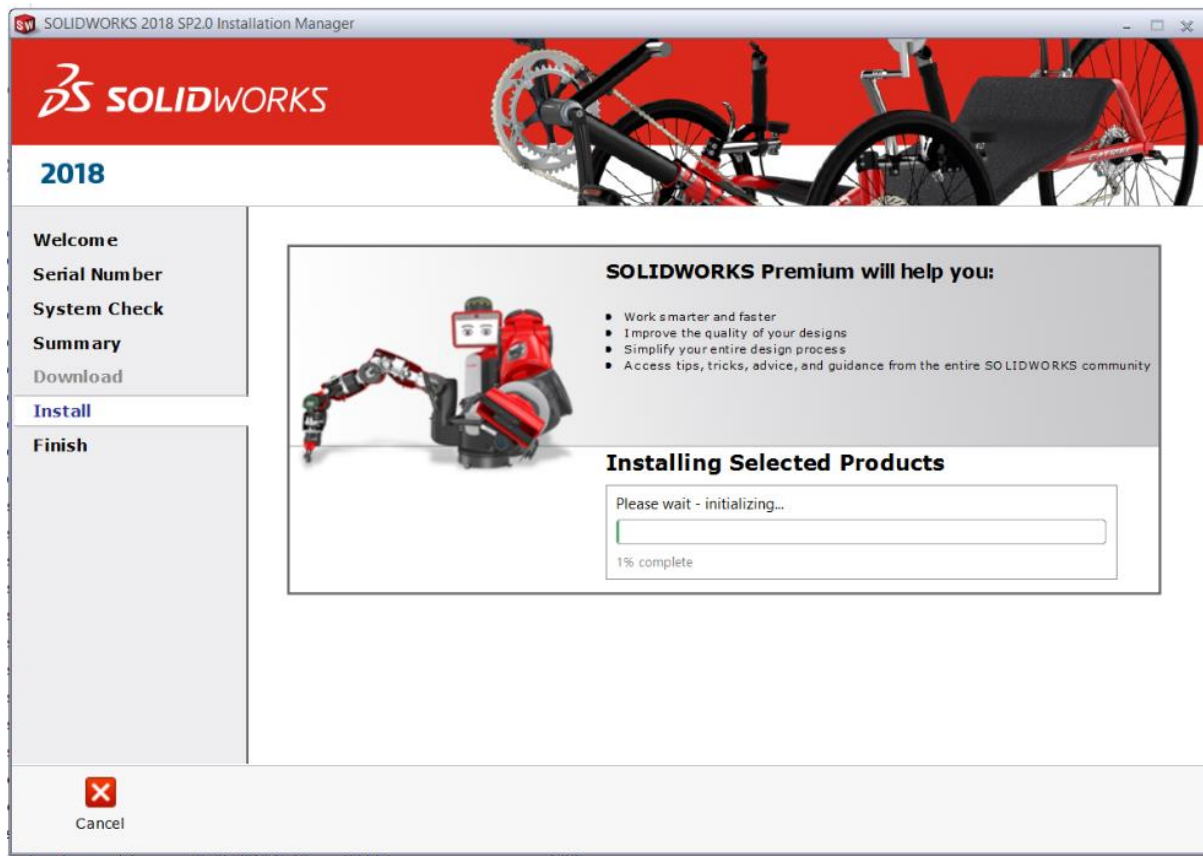 SOLIDWORKS 2018 SP2.0 Installation Manager
SOLIDWORKS
2018
Welcome
Serial Number
System Check
Summary
Download
Install
Finish
SOLIDWORKS Premium will help you:
Work smarter and faster
Improve the quality of your designs
Simplify your entire design process
Access tips, tricks, advice, and guidance from the entire SOLIDWORKS community
Installing Selected Products
Please wait - initializing...
1% complete
Cancel